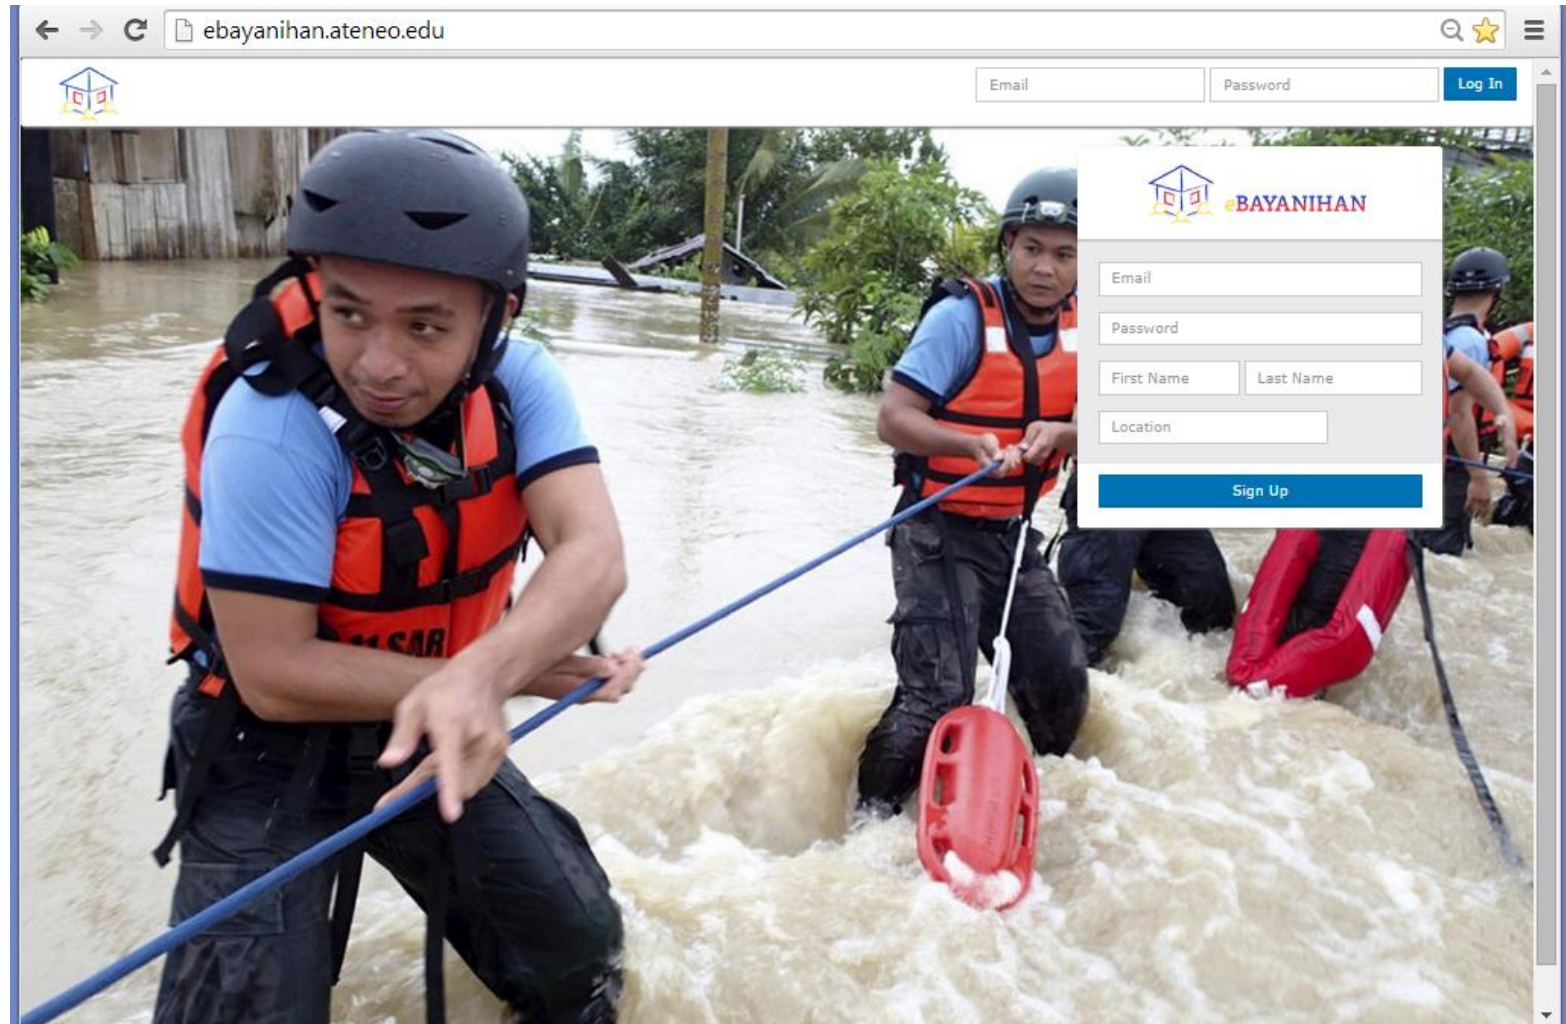 ebayanihan.ateneo.edu
Email Password Log In
eBAYANIHAN
Email
Password
First Name Last Name
Location
Sign Up
SAR